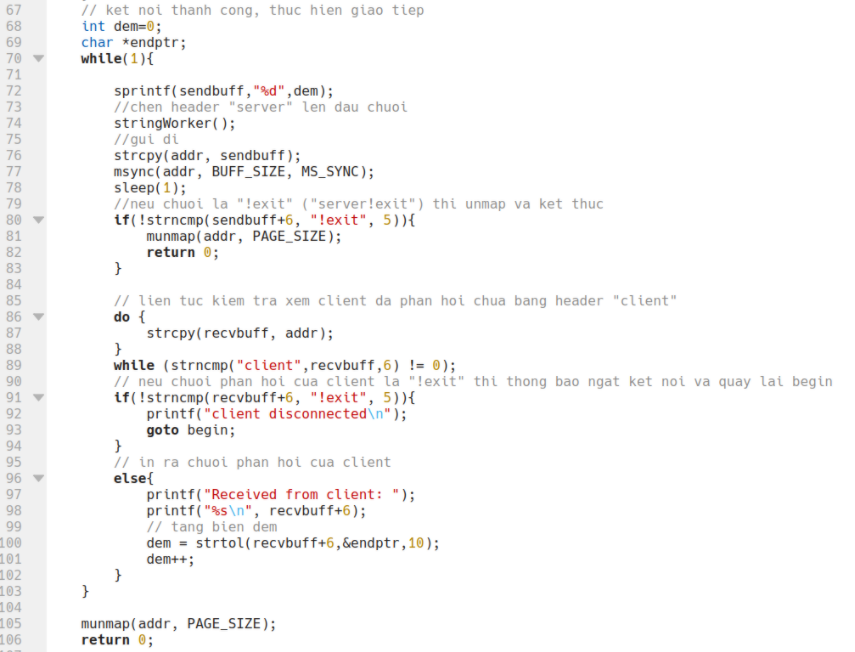 67 // ket noi thanh cong, thuc hien giao tiep
68 int dem=0;
69 char *endptr;
70 while(1){
71
72 sprintf(sendbuff,"%d",dem);
73 //chen header "server" len dau chuoi
74 stringWorker();
75 //gui di
76 strcpy(addr, sendbuff);
77 msync(addr, BUFF_SIZE, MS_SYNC);
78 sleep(1);
79 //neu chuoi la "!exit" ("server!exit") thi unmap va ket thuc
80 if(!strncmp(sendbuff+6, "!exit", 5)){
81 munmap(addr, PAGE_SIZE);
82 return 0;
83 }
84
85 // lien tuc kiem tra xem client da phan hoi chua bang header "client"
86 do {
87 strcpy(recvbuff, addr);
88 }
89 while (strncmp("client",recvbuff,6) != 0);
90 // neu chuoi phan hoi cua client la "!exit" thi thong bao ngat ket noi va quay lai begin
91 if(!strncmp(recvbuff+6, "!exit", 5)){
92 printf("client disconnected\n");
93 goto begin;
94 }
95 // in ra chuoi phan hoi cua client
96 else{
97 printf("Received from client: ");
98 printf("%s\n", recvbuff+6);
99 // tang bien dem
100 dem = strtol(recvbuff+6,&endptr,10);
101 dem++;
102 }
103 }
104
105 munmap(addr, PAGE_SIZE);
106 return 0;